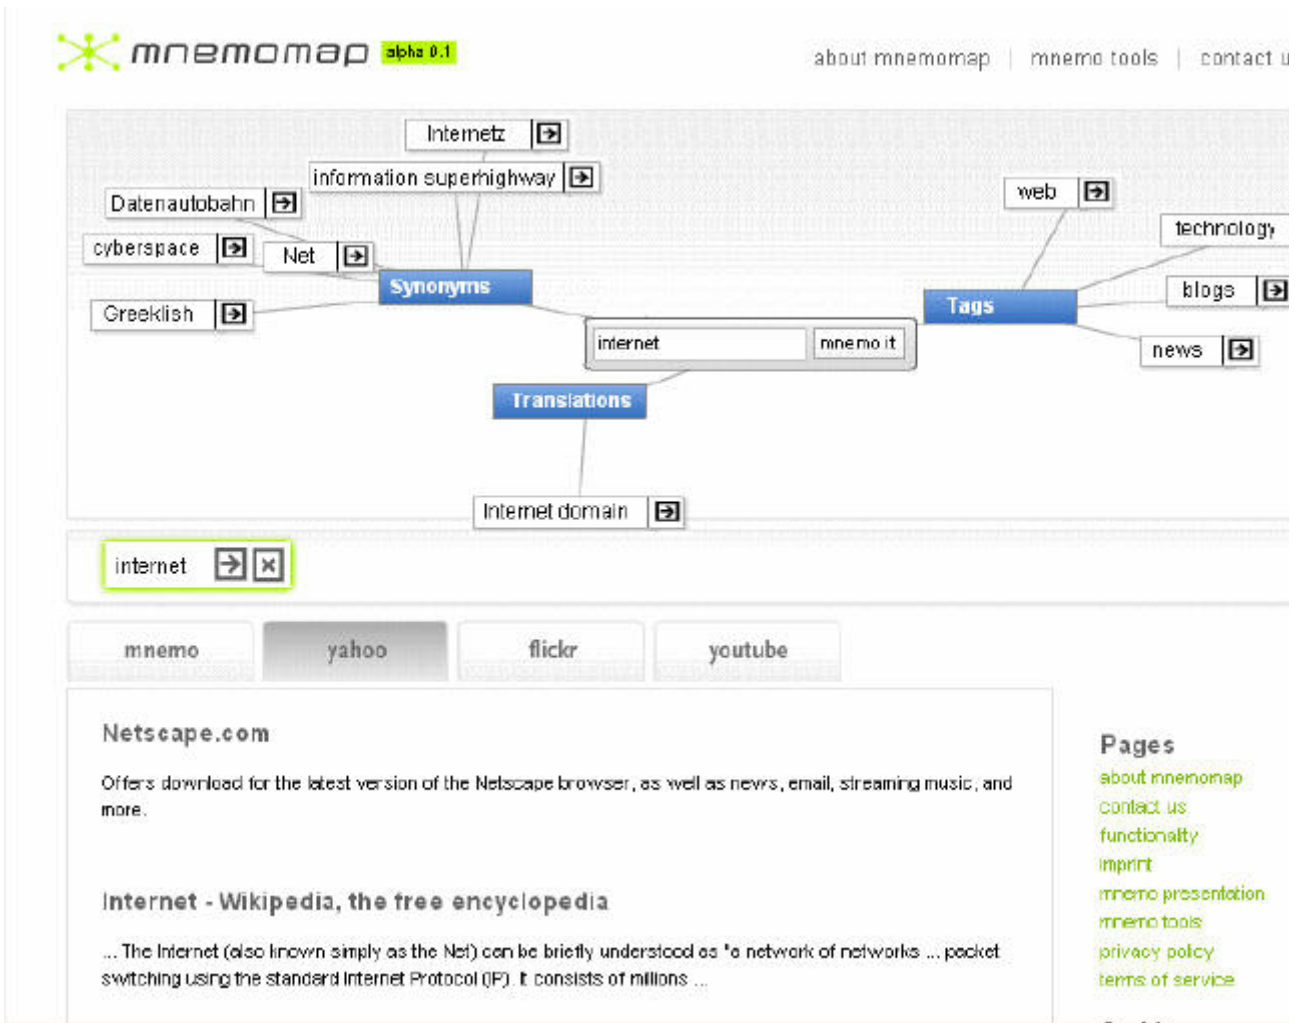 mnemomap alpha 0.1
about mnemomap | mnemo tools | contact u
Internetz
information superhighway
web
Datenautobahn
technology
cyberspace
Net
Synonyms
blogs
Tags
Greeklish
internet mnemo it
news
Translations
Internet domain
internet
mnemo yahoo flickr youtube
Netscape.com
Offers download for the latest version of the Netscape browser, as well as news, email, streaming music, and
more.
Internet - Wikipedia, the free encyclopedia
... The Internet (also known simply as the Net) can be briefly understood as "a network of networks ... packet
switching using the standard Internet Protocol (IP). It consists of millions ...
Pages
about mnemomap
contact us
functionality
imprint
mnemo presentation
mnemo tools
privacy policy
terms of service